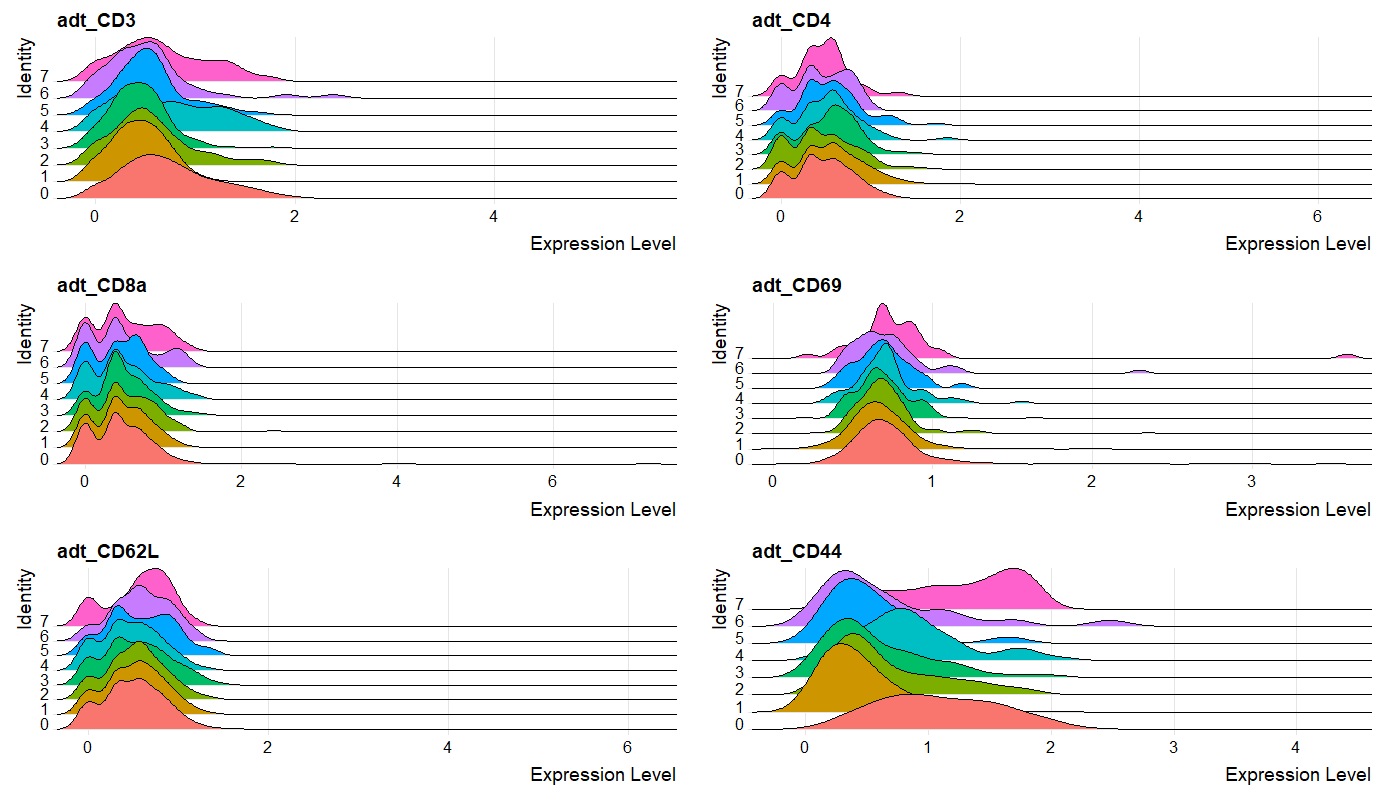 adt_CD3
Identity
7
6
5
4
3
2
1
0
0 2 4
Expression Level
adt_CD4
Identity
7
6
5
4
3
2
1
0
0 2 4 6
Expression Level
adt_CD8a
Identity
7
6
5
4
3
2
1
0
0 2 4 6
Expression Level
adt_CD69
Identity
7
6
5
4
3
2
1
0
0 1 2 3
Expression Level
adt_CD62L
Identity
7
6
5
4
3
2
1
0
0 2 4 6
Expression Level
adt_CD44
Identity
7
6
5
4
3
2
1
0
0 1 2 3 4
Expression Level